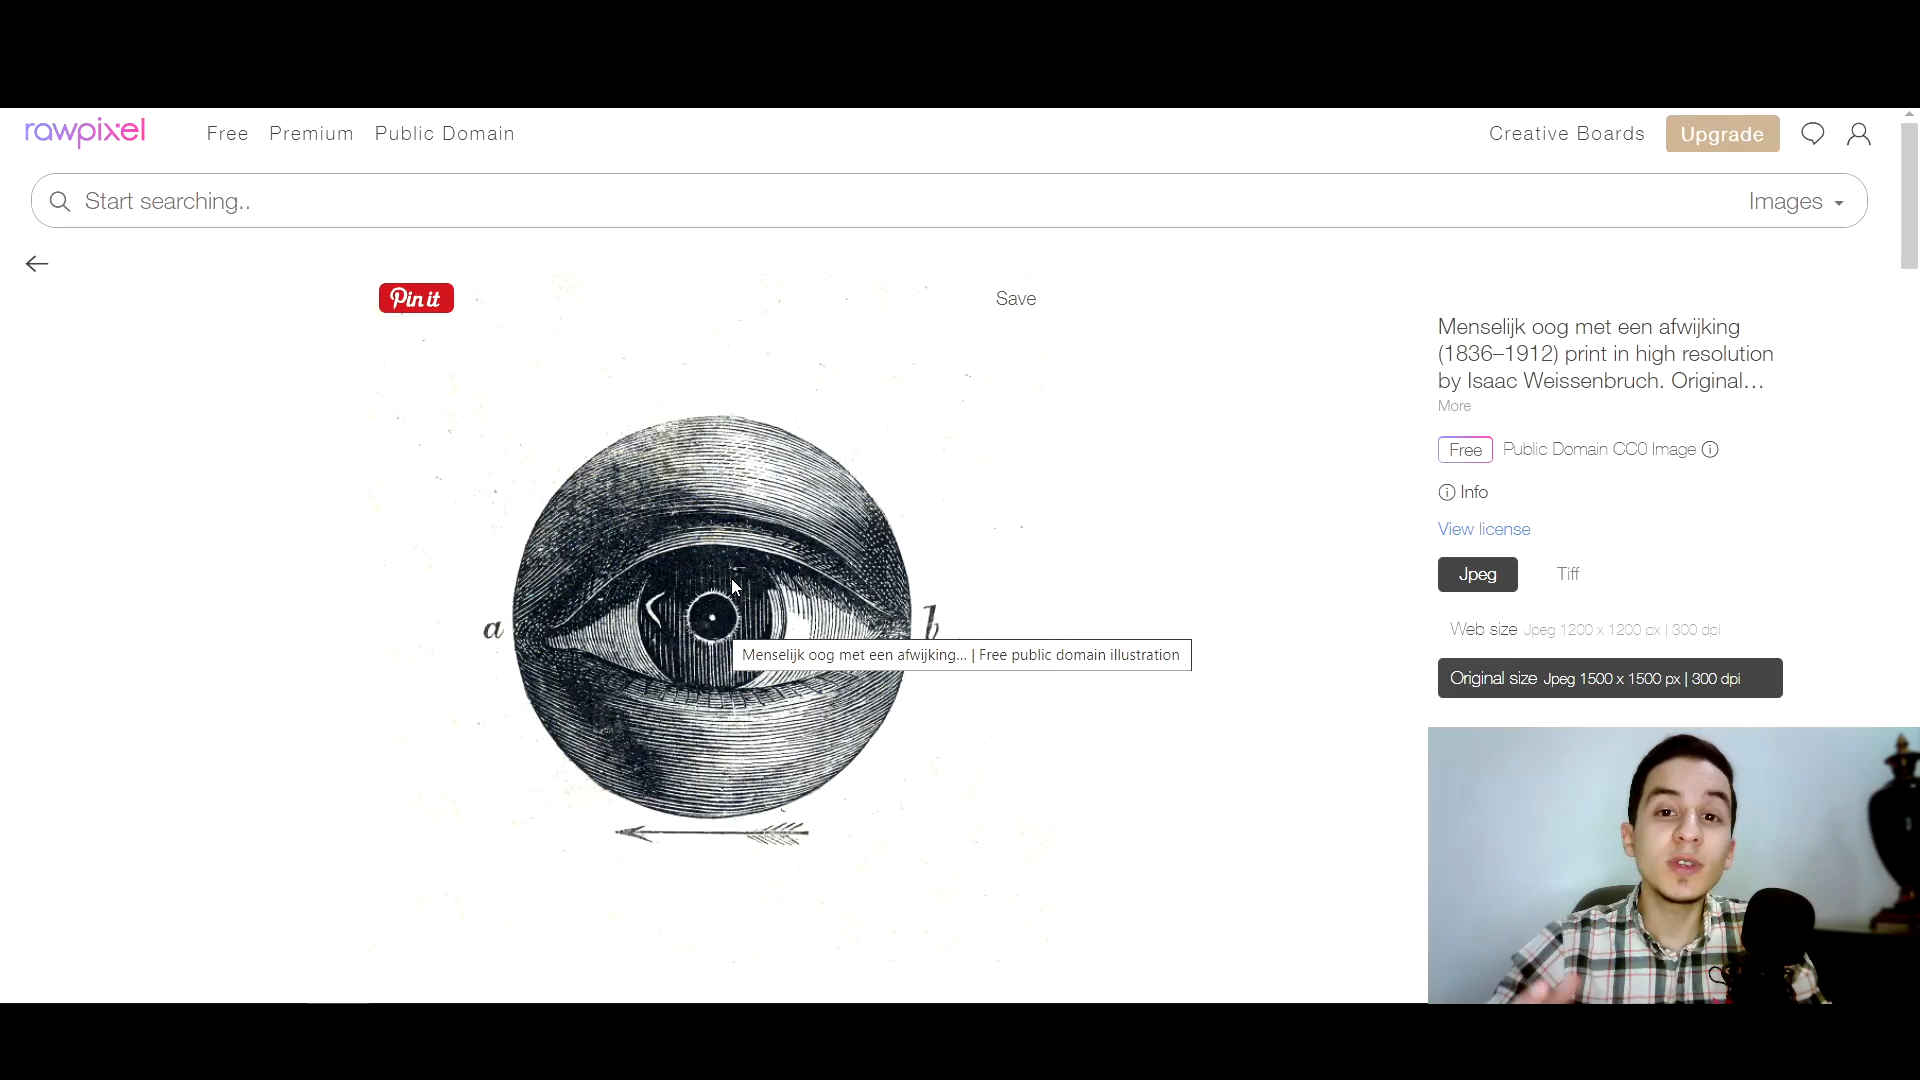 rawpixel
Free Premium Public Domain
Creative Boards Upgrade
Start searching..
Images
Pin it
Save
Menselijk oog met een afwijking
(1836–1912) print in high resolution
by Isaac Weissenbruch. Original...
More
Free Public Domain CC0 Image
Info
View license
Jpeg Tiff
Web size Jpeg 1200 x 1200 px | 300 dpi
Original size Jpeg 1500 x 1500 px | 300 dpi
a
b
Menselijk oog met een afwijking... | Free public domain illustration